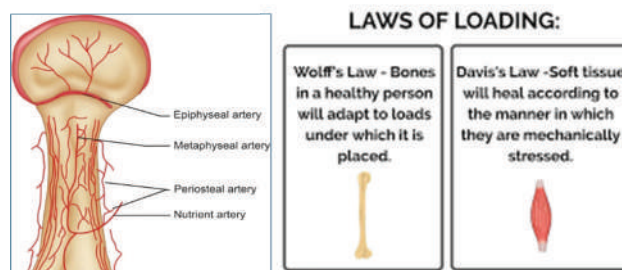 Epiphyseal artery
Metaphyseal artery
Periosteal artery
Nutrient artery
LAWS OF LOADING:
Wolff's Law - Bones
in a healthy person
will adapt to loads
under which it is
placed.
Davis's Law -Soft tissue
will heal according to
the manner in which
they are mechanically
stressed.